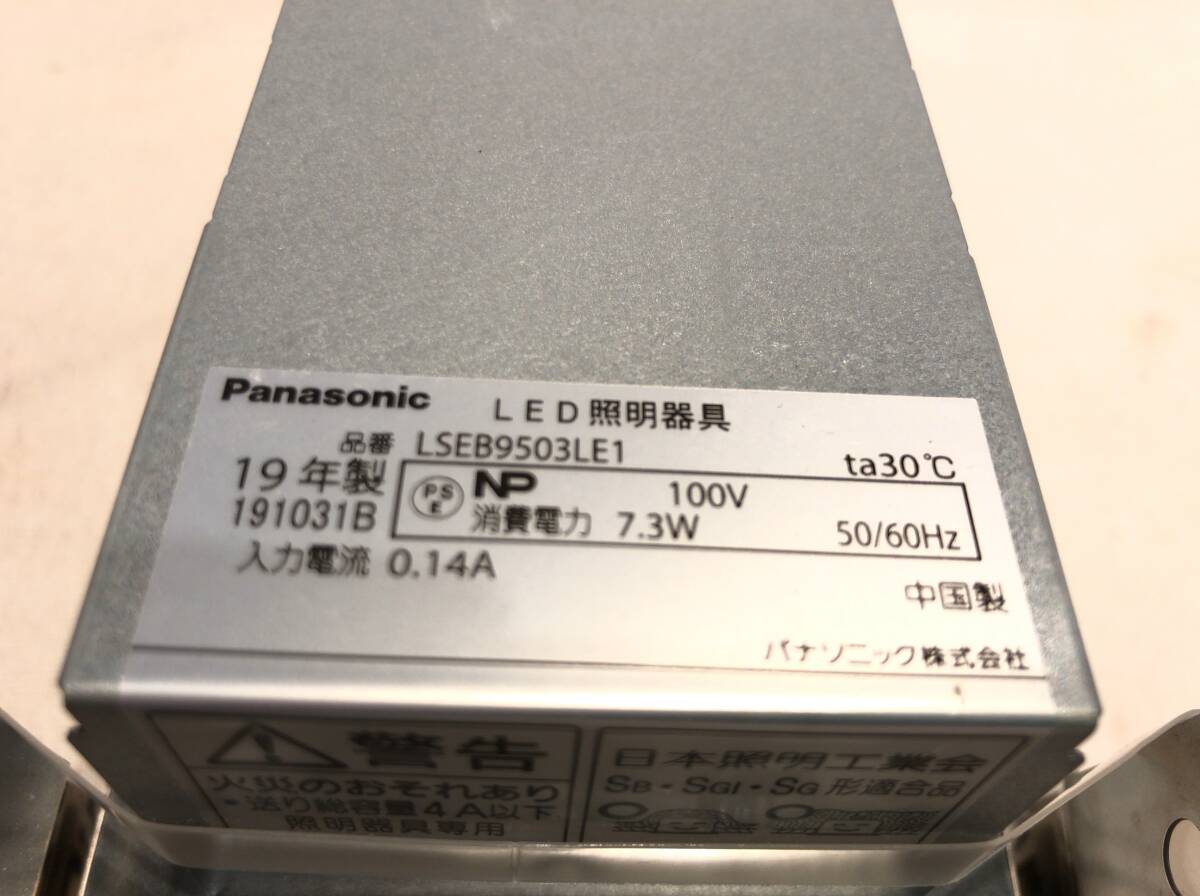 Panasonic LED照明器具
品番 LSEB9503LE1 ta30℃
19年製
191031B
PSE NP 100V
消費電力 7.3W 50/60Hz
入力電流 0.14A
中国製
パナソニック株式会社
警告
火災のおそれあり
・送り総容量4A以下
照明器具専用
日本照明工業会
SB・SGI・SG形適合品